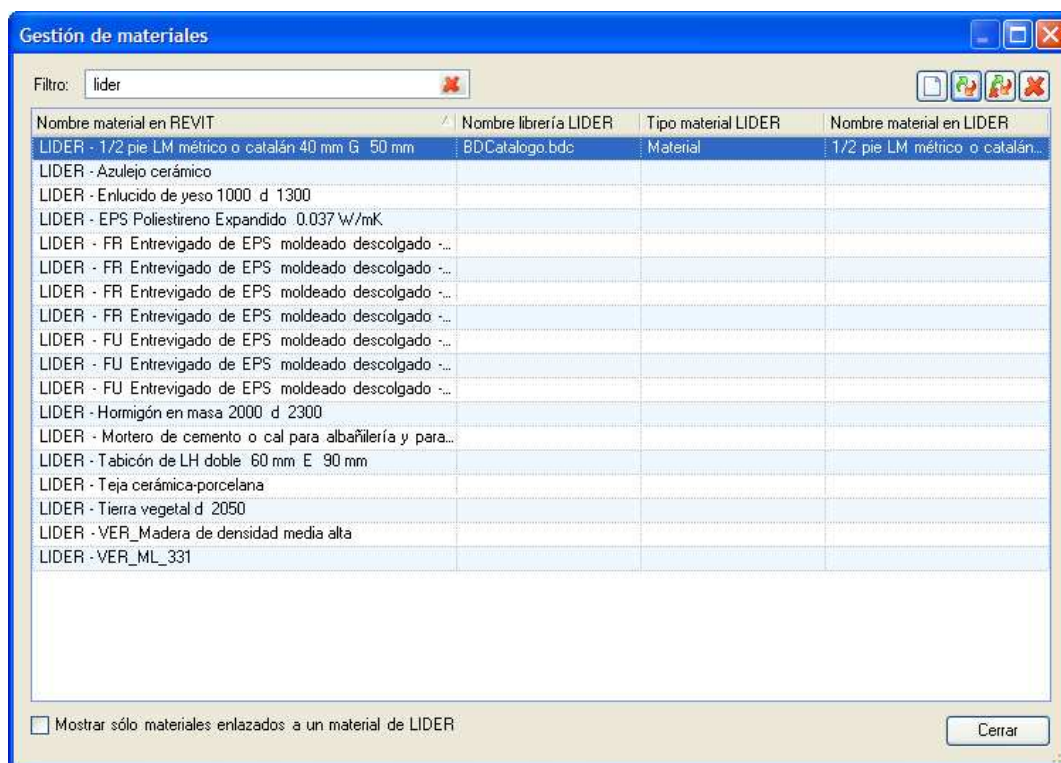 Gestión de materiales
Filtro: lider
Nombre material en REVIT Nombre librería LIDER Tipo material LIDER Nombre material en LIDER
LIDER - 1/2 pie LM métrico o catalán 40 mm G 50 mm BDCatalogo.bdc Material 1/2 pie LM métrico o catalán...
LIDER - Azulejo cerámico
LIDER - Enlucido de yeso 1000 d 1300
LIDER - EPS Poliestireno Expandido 0.037 W/mK
LIDER - FR Entrevigado de EPS moldeado descolgado -...
LIDER - FR Entrevigado de EPS moldeado descolgado -...
LIDER - FR Entrevigado de EPS moldeado descolgado -...
LIDER - FR Entrevigado de EPS moldeado descolgado -...
LIDER - FU Entrevigado de EPS moldeado descolgado -...
LIDER - FU Entrevigado de EPS moldeado descolgado -...
LIDER - FU Entrevigado de EPS moldeado descolgado -...
LIDER - Hormigón en masa 2000 d 2300
LIDER - Mortero de cemento o cal para albañilería y para...
LIDER - Tabicón de LH doble 60 mm E 90 mm
LIDER - Teja cerámica-porcelana
LIDER - Tierra vegetal d 2050
LIDER - VER_Madera de densidad media alta
LIDER - VER_ML_331
Mostrar sólo materiales enlazados a un material de LIDER Cerrar